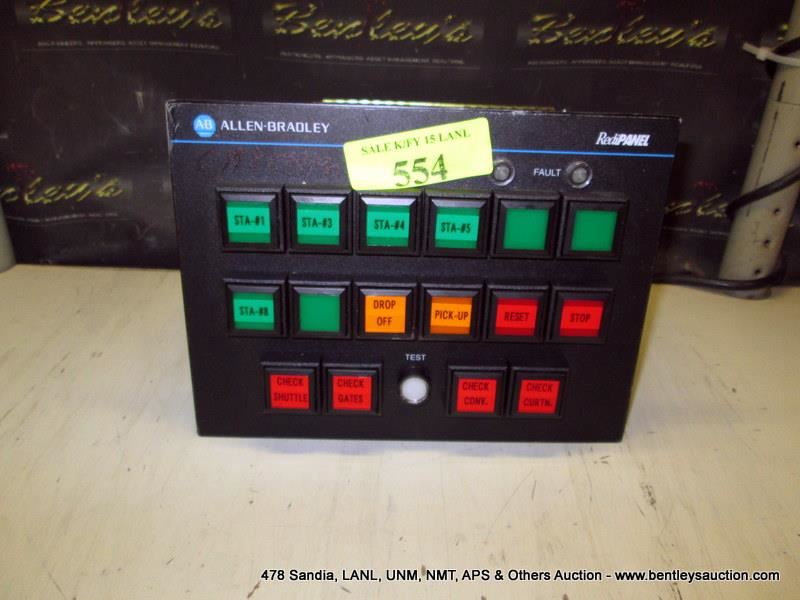 Bentley's
Bentley's
Bentley's
AB ALLEN-BRADLEY
RediPANEL
SALE K/FY 15 LANL
554
FAULT
STA-#1
STA-#3
STA-#4
STA-#5
STA-#8
DROP
OFF
PICK-UP
RESET
STOP
TEST
CHECK
SHUTTLE
CHECK
GATES
CHECK
CONV.
CHECK
CURTN.
478 Sandia, LANL, UNM, NMT, APS & Others Auction - www.bentleysauction.com